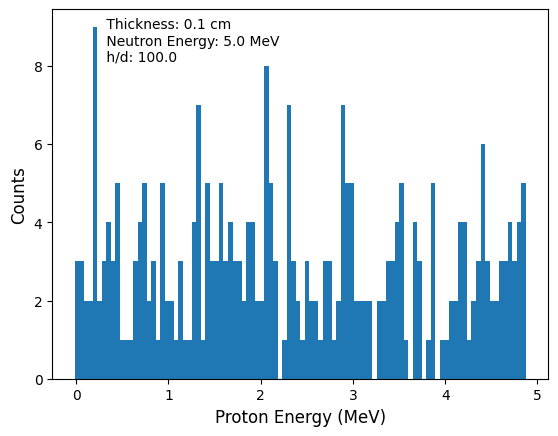 Thickness: 0.1 cm
Neutron Energy: 5.0 MeV
h/d: 100.0
8
6
4
2
0
Counts
0 1 2 3 4 5
Proton Energy (MeV)